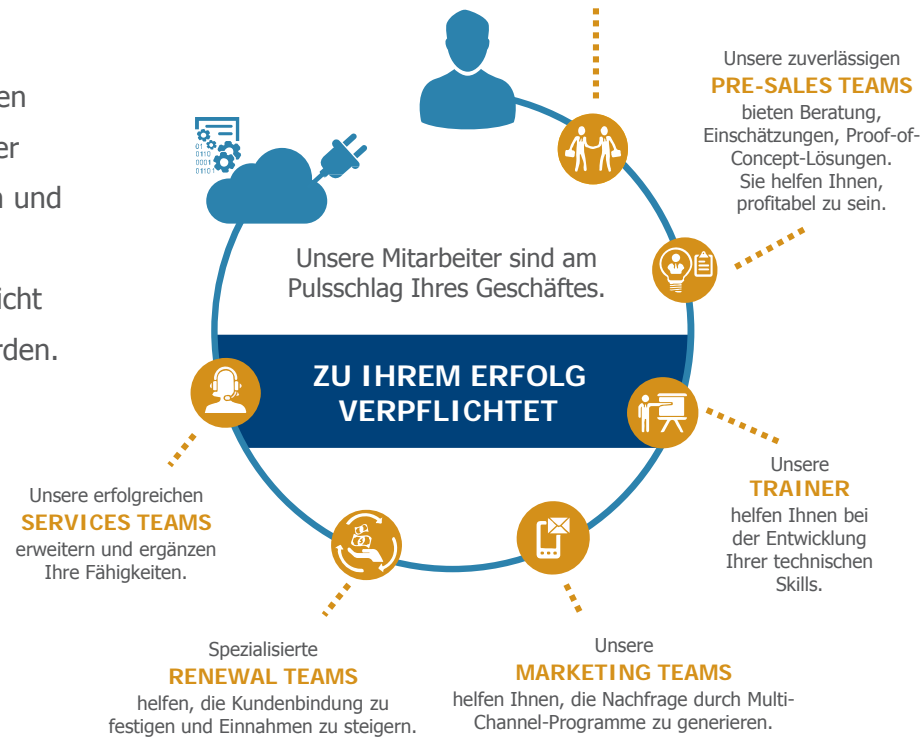 en
er
n und
icht
rden.
Unsere zuverlässigen
PRE-SALES TEAMS
bieten Beratung,
Einschätzungen, Proof-of-
Concept-Lösungen.
Sie helfen Ihnen,
profitabel zu sein.
01
0110
0001
01101
Unsere Mitarbeiter sind am
Pulsschlag Ihres Geschäftes.
ZU IHREM ERFOLG
VERPFLICHTET
Unsere
TRAINER
helfen Ihnen bei
der Entwicklung
Ihrer technischen
Skills.
Unsere erfolgreichen
SERVICES TEAMS
erweitern und ergänzen
Ihre Fähigkeiten.
Spezialisierte
RENEWAL TEAMS
helfen, die Kundenbindung zu
festigen und Einnahmen zu steigern.
Unsere
MARKETING TEAMS
helfen Ihnen, die Nachfrage durch Multi-
Channel-Programme zu generieren.